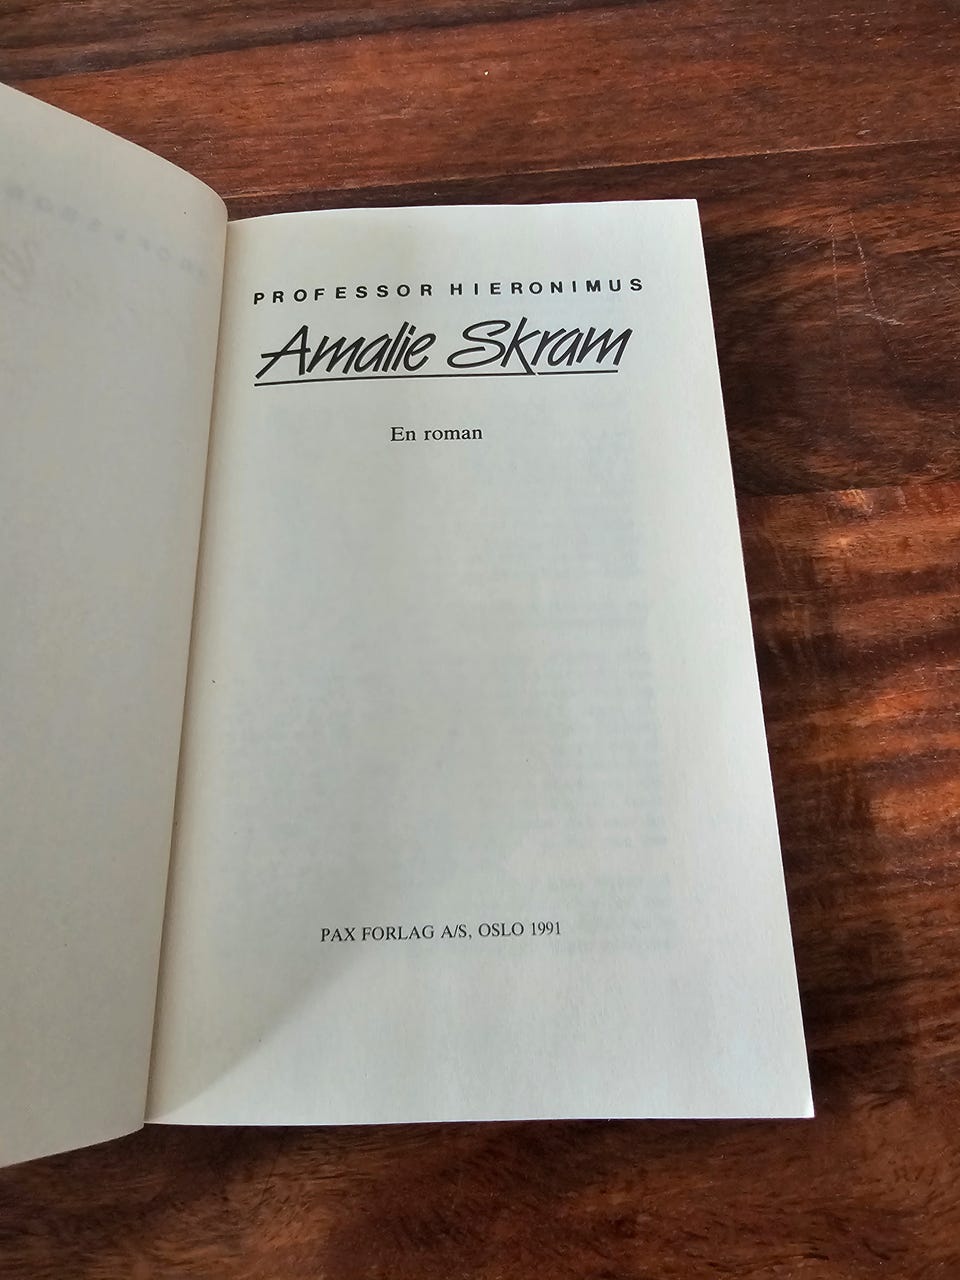 PROFESSOR HIERONIMUS
Amalie Skram
En roman
PAX FORLAG A/S, OSLO 1991